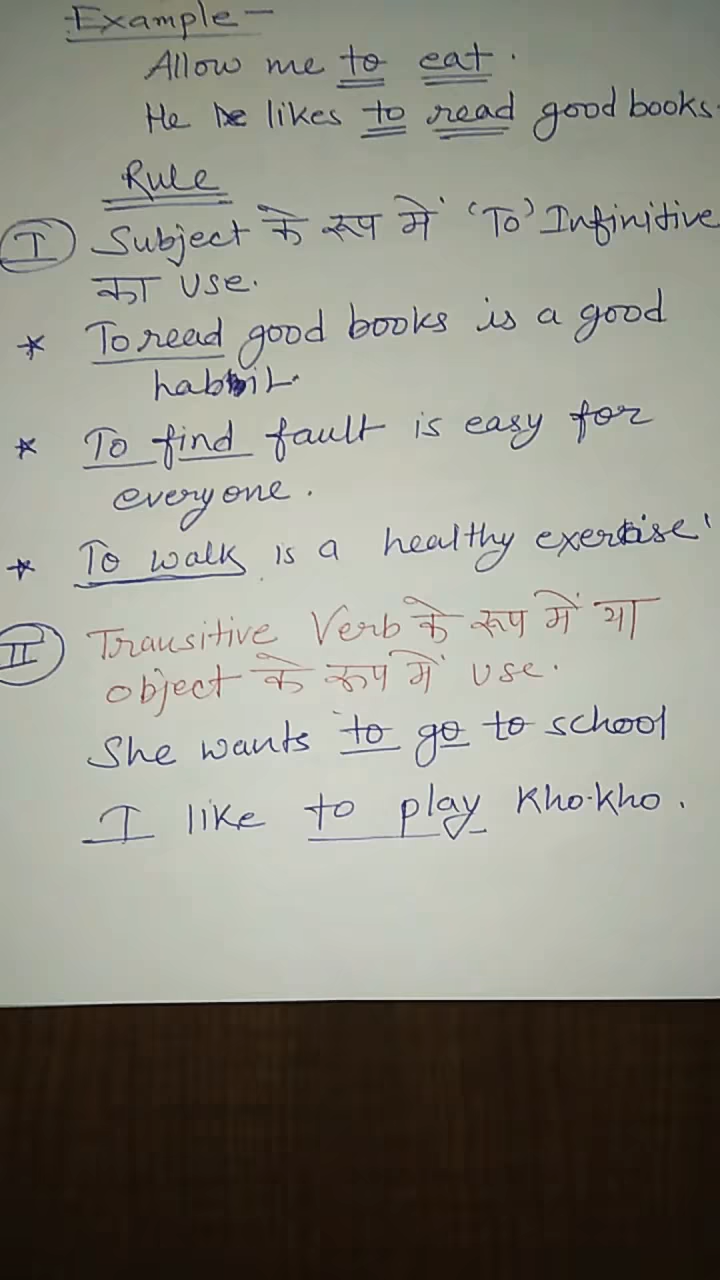 Example -
Allow me to eat.
He likes to read good books.
Rule
I Subject के रूप में 'To' Infinitive
का use.
* To read good books is a good
habit.
* To find fault is easy for
everyone.
* To walk is a healthy exercise'
II Transitive Verb के रूप में या
object के रूप में use.
She wants to go to school
I like to play Kho-kho.